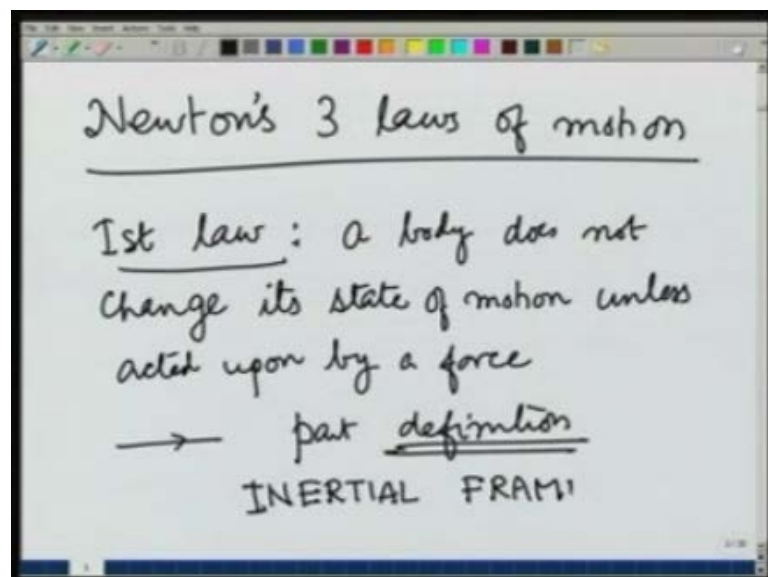 Newton's 3 laws of motion
Ist law : a body does not
change its state of motion unless
acted upon by a force
→ part definition
INERTIAL FRAM